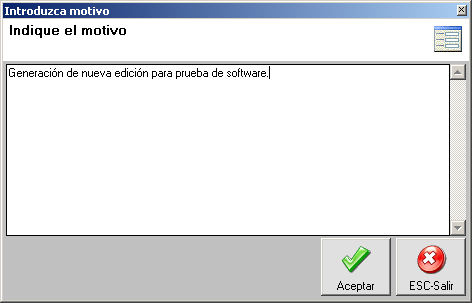 Introduzca motivo
Indique el motivo
Generación de nueva edición para prueba de software.
Aceptar
ESC-Salir